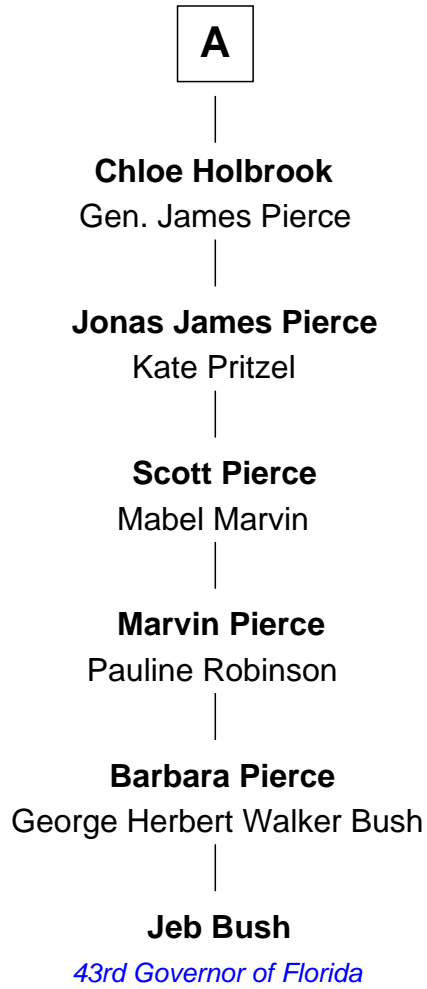 A
Chloe Holbrook
Gen. James Pierce
Jonas James Pierce
Kate Pritzel
Scott Pierce
Mabel Marvin
Marvin Pierce
Pauline Robinson
Barbara Pierce
George Herbert Walker Bush
Jeb Bush
43rd Governor of Florida